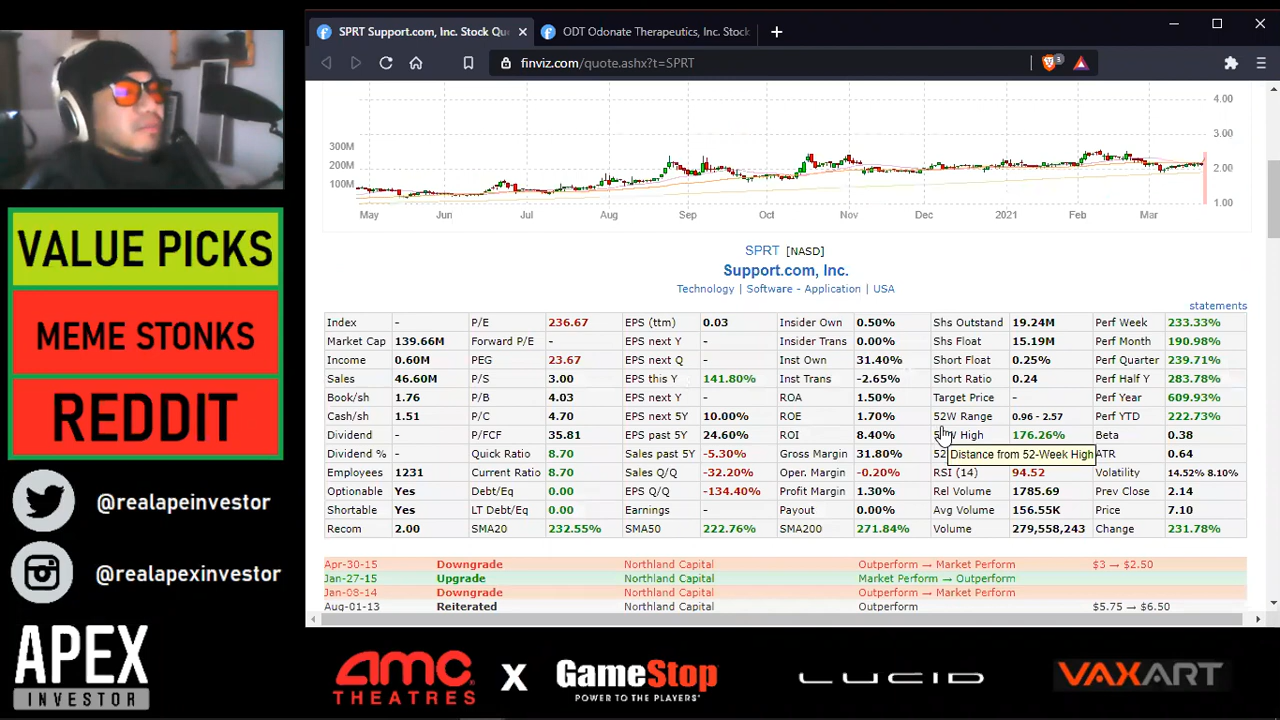 SPRT Support.com, Inc. Stock Quo
ODT Odonate Therapeutics, Inc. Stock
finviz.com/quote.ashx?t=SPRT
3
4.00
3.00
2.00
1.00
300M
200M
100M
May Jun Jul Aug Sep Oct Nov Dec 2021 Feb Mar
SPRT [NASD]
Support.com, Inc.
Technology | Software - Application | USA
statements
Index - P/E 236.67 EPS (ttm) 0.03 Insider Own 0.50% Shs Outstand 19.24M Perf Week 233.33%
Market Cap 139.66M Forward P/E - EPS next Y - Insider Trans 0.00% Shs Float 15.19M Perf Month 190.98%
Income 0.60M PEG 23.67 EPS next Q - Inst Own 31.40% Short Float 0.25% Perf Quarter 239.71%
Sales 46.60M P/S 3.00 EPS this Y 141.80% Inst Trans -2.65% Short Ratio 0.24 Perf Half Y 283.78%
Book/sh 1.76 P/B 4.03 EPS next Y - ROA 1.50% Target Price - Perf Year 609.93%
Cash/sh 1.51 P/C 4.70 EPS next 5Y 10.00% ROE 1.70% 52W Range 0.96 - 2.57 Perf YTD 222.73%
Dividend - P/FCF 35.81 EPS past 5Y 24.60% ROI 8.40% High 176.26% Beta 0.38
Dividend % - Quick Ratio 8.70 Sales past 5Y -5.30% Gross Margin 31.80% 52 Distance from 52-Week High ATR 0.64
Employees 1231 Current Ratio 8.70 Sales Q/Q -32.20% Oper. Margin -0.20% RSI (14) 94.52 Volatility 14.52% 8.10%
Optionable Yes Debt/Eq 0.00 EPS Q/Q -134.40% Profit Margin 1.30% Rel Volume 1785.69 Prev Close 2.14
Shortable Yes LT Debt/Eq 0.00 Earnings - Payout 0.00% Avg Volume 156.55K Price 7.10
Recom 2.00 SMA20 232.55% SMA50 222.76% SMA200 271.84% Volume 279,558,243 Change 231.78%
Apr-30-15 Downgrade Northland Capital Outperform → Market Perform $3 → $2.50
Jan-27-15 Upgrade Northland Capital Market Perform → Outperform
Jan-08-14 Downgrade Northland Capital Outperform → Market Perform
Aug-01-13 Reiterated Northland Capital Outperform $5.75 → $6.50
VALUE PICKS
MEME STONKS
REDDIT
@realapeinvestor
@realapexinvestor
APEX
INVESTOR
amc
THEATRES
X
GameStop
POWER TO THE PLAYERS
LUCID
VAXART